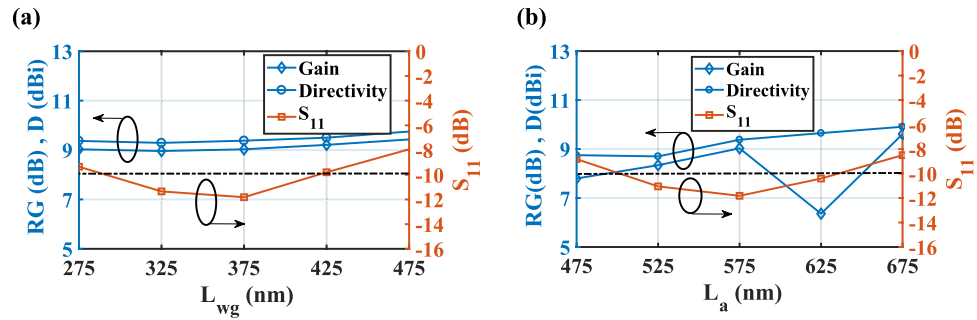 (a)
RG (dB) , D (dBi)
13
11
9
7
5
Gain
Directivity
S11
0
-2
-4
-6
-8
-10
-12
-14
-16
S11 (dB)
275 325 375 425 475
Lwg (nm)
(b)
RG(dB) , D(dBi)
13
11
9
7
5
Gain
Directivity
S11
0
-2
-4
-6
-8
-10
-12
-14
-16
S11 (dB)
475 525 575 625 675
La (nm)